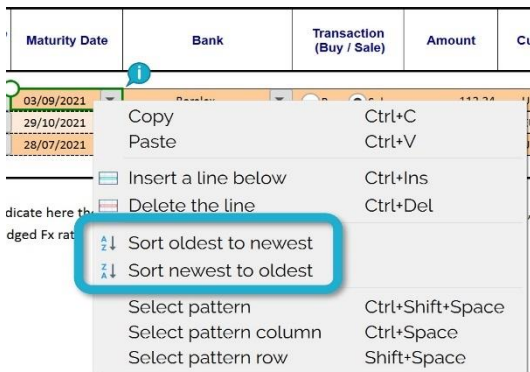 Maturity Date Bank Transaction (Buy / Sale) Amount
03/09/2021
29/10/2021
28/07/2021
Copy Ctrl+C
Paste Ctrl+V
Insert a line below Ctrl+Ins
Delete the line Ctrl+Del
dicate here
dged Fx
Sort oldest to newest
Sort newest to oldest
Select pattern Ctrl+Shift+Space
Select pattern column Ctrl+Space
Select pattern row Shift+Space